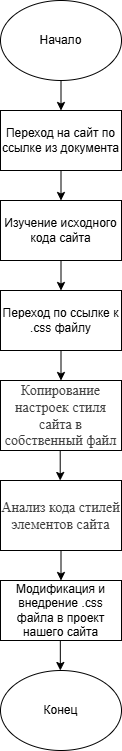 Начало
Переход на сайт по
ссылке из документа
Изучение исходного
кода сайта
Переход по ссылке к
.css файлу
Копирование
настроек стиля
сайта в
собственный файл
Анализ кода стилей
элементов сайта
Модификация и
внедрение .css
файла в проект
нашего сайта
Конец